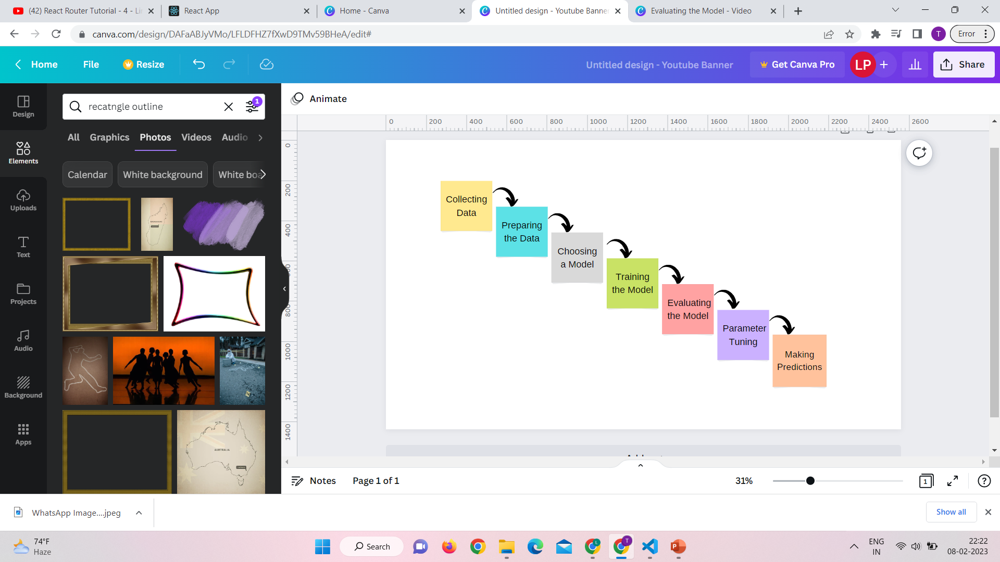 (42) React Router Tutorial - 4 - Li
React App
Home - Canva
Untitled design - Youtube Banner
Evaluating the Model - Video
canva.com/design/DAFaABJyVMo/LFLDFHZ7fXwD9TMv59BHeA/edit#
T
Error
Home
File
Resize
Untitled design - Youtube Banner
Get Canva Pro
LP
Share
Design
Elements
Uploads
Text
Projects
Audio
Background
Apps
recatngle outline
1
All
Graphics
Photos
Videos
Audio
Calendar
White background
White boa
AUSTRALIA
Animate
0 200 400 600 800 1000 1200 1400 1600 1800 2000 2200 2400 2600
0
200
400
800
1000
1200
1400
Collecting
Data
Preparing
the Data
Choosing
a Model
Training
the Model
Evaluating
the Model
Parameter
Tuning
Making
Predictions
Notes
Page 1 of 1
31%
1
WhatsApp Image....jpeg
Show all
74°F
Haze
Search
L
T
P
ENG
IN
22:22
08-02-2023